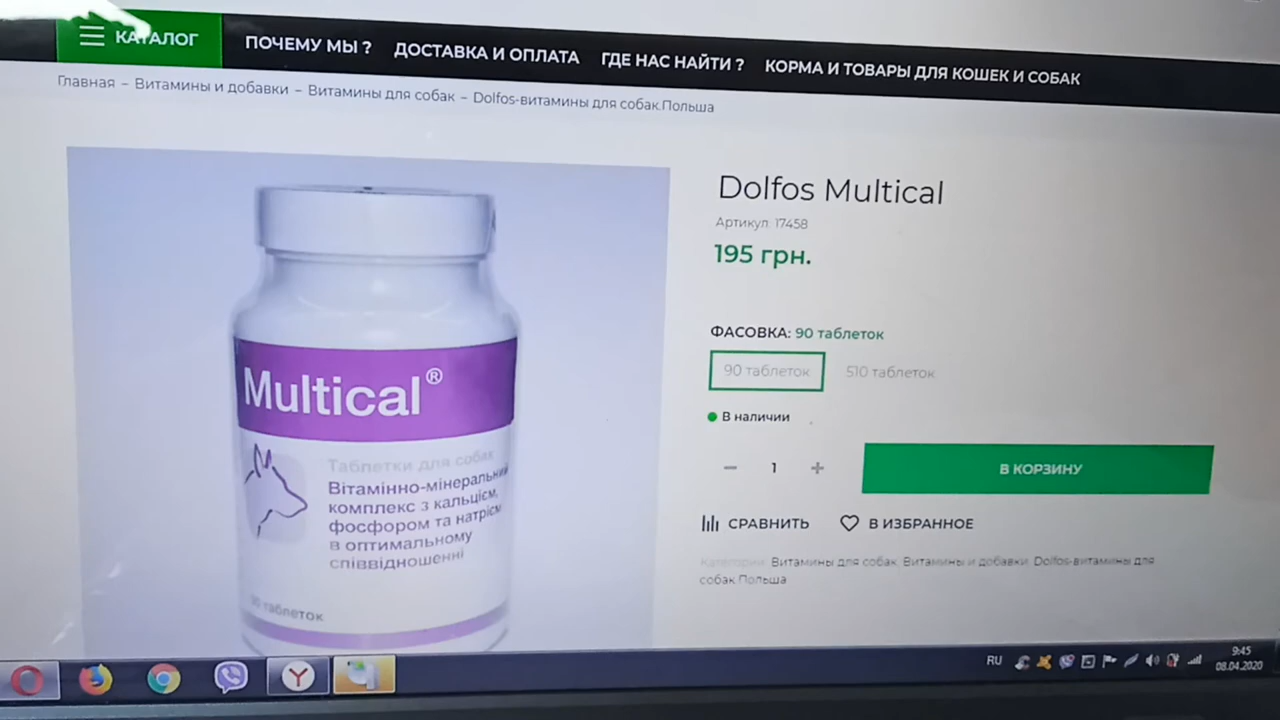 КАТАЛОГ
ПОЧЕМУ МЫ ?
ДОСТАВКА И ОПЛАТА
ГДЕ НАС НАЙТИ ?
КОРМА И ТОВАРЫ ДЛЯ КОШЕК И СОБАК
Главная – Витамины и добавки – Витамины для собак – Dolfos-витамины для собак.Польша
Multical®
Таблетки для собак
Вітамінно-мінеральний
комплекс з кальцієм,
фосфором та натрієм
в оптимальному
співвідношенні
90 таблеток
Dolfos Multical
Артикул: 17458
195 грн.
ФАСОВКА: 90 таблеток
90 таблеток
510 таблеток
В наличии
1
В КОРЗИНУ
СРАВНИТЬ
В ИЗБРАННОЕ
Категории: Витамины для собак, Витамины и добавки, Dolfos-витамины для
собак.Польша
RU
9:45
08.04.2020